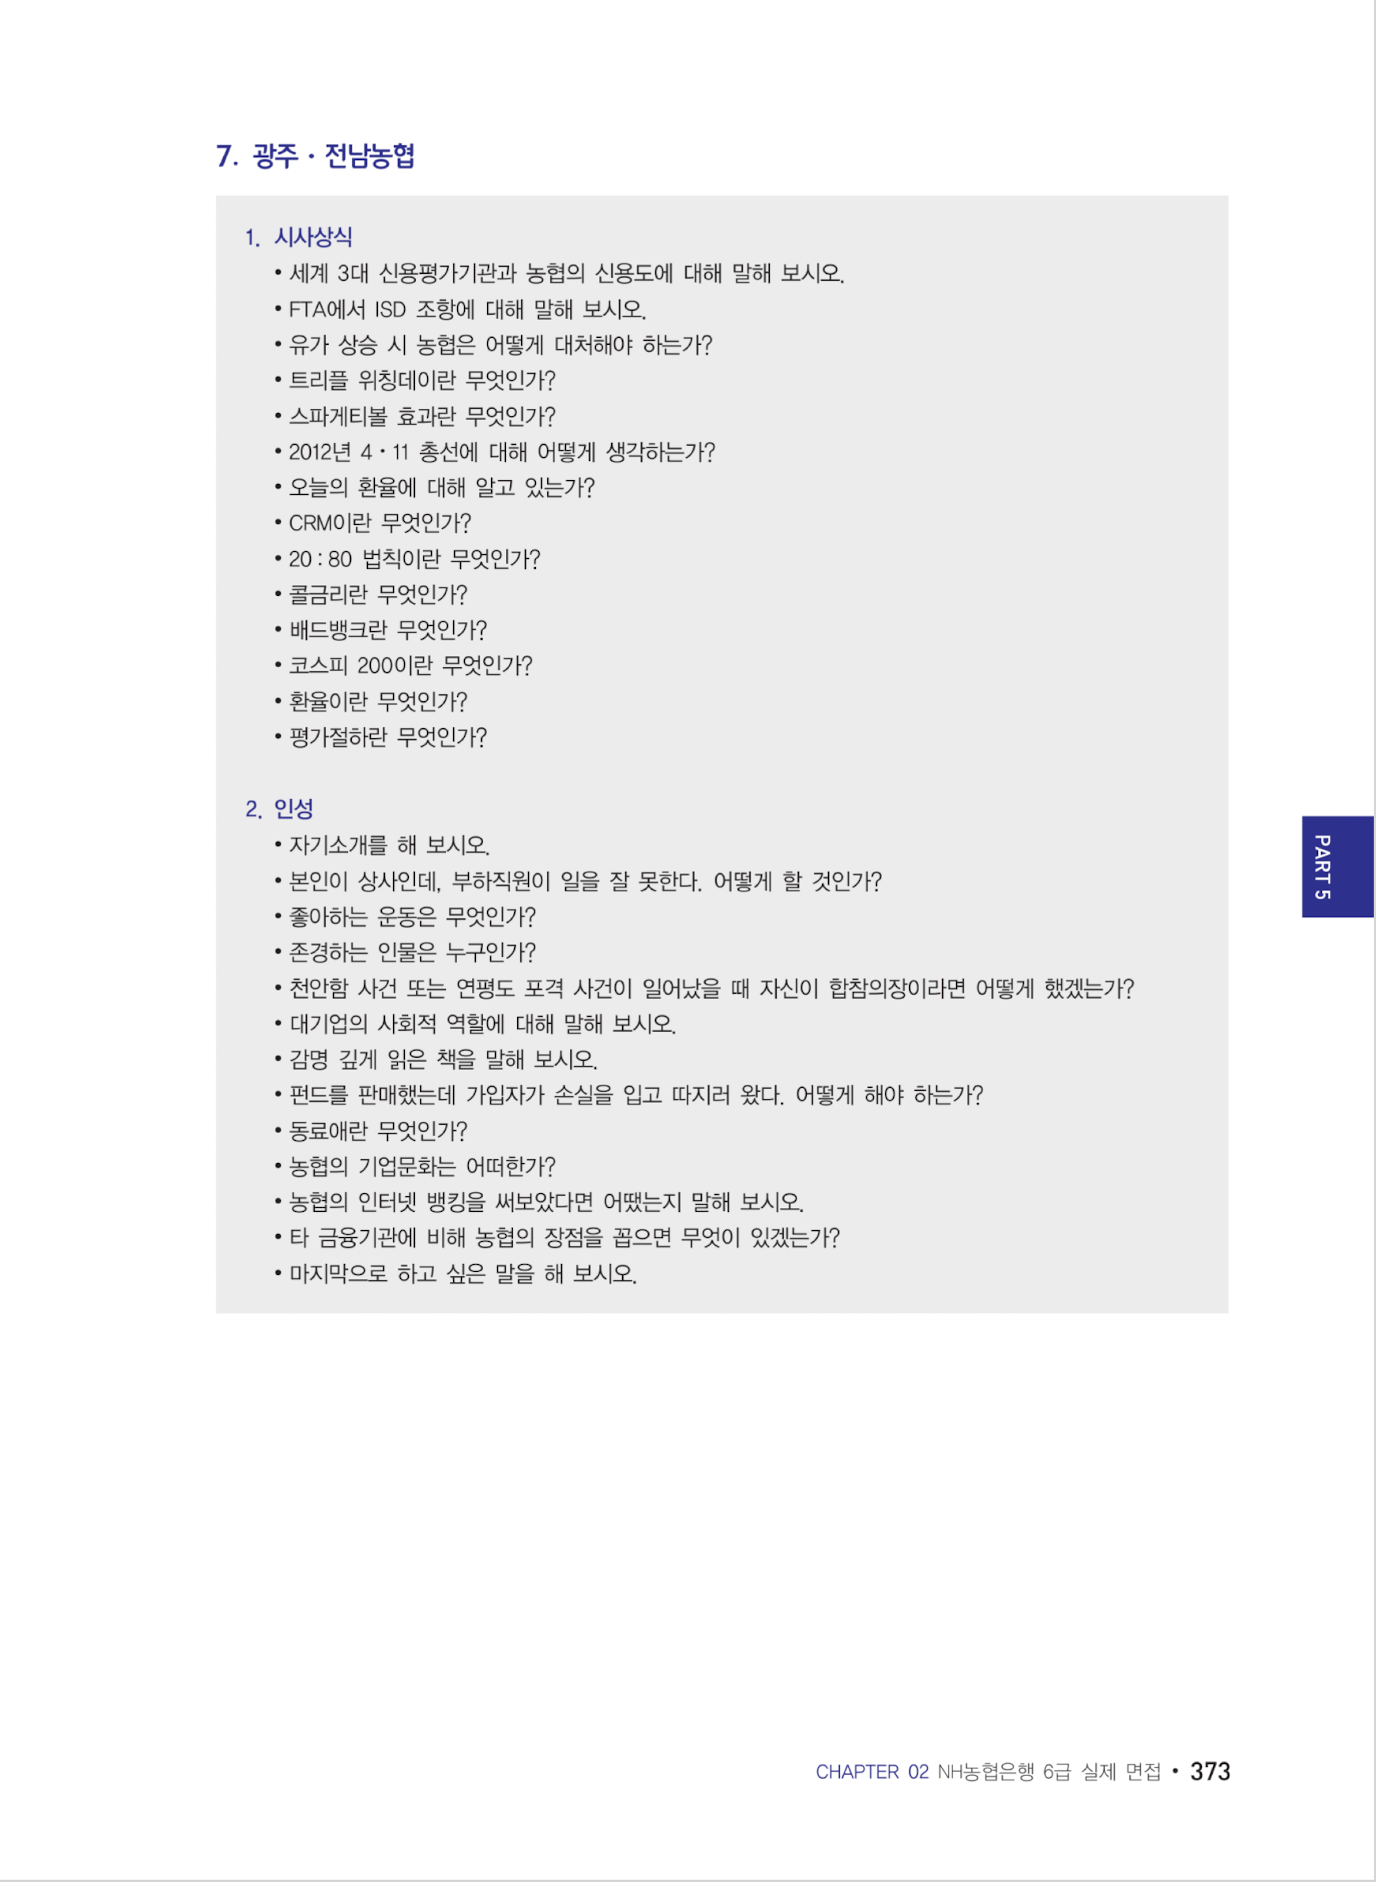 7. 광주·전남농협
1. 시사상식
• 세계 3대 신용평가기관과 농협의 신용도에 대해 말해 보시오.
• FTA에서 ISD 조항에 대해 말해 보시오.
• 유가 상승 시 농협은 어떻게 대처해야 하는가?
• 트리플 위칭데이란 무엇인가?
• 스파게티볼 효과란 무엇인가?
• 2012년 4·11 총선에 대해 어떻게 생각하는가?
• 오늘의 환율에 대해 알고 있는가?
• CRM이란 무엇인가?
• 20 : 80 법칙이란 무엇인가?
• 콜금리란 무엇인가?
• 배드뱅크란 무엇인가?
• 코스피 200이란 무엇인가?
• 환율이란 무엇인가?
• 평가절하란 무엇인가?
2. 인성
• 자기소개를 해 보시오.
• 본인이 상사인데, 부하직원이 일을 잘 못한다. 어떻게 할 것인가?
• 좋아하는 운동은 무엇인가?
• 존경하는 인물은 누구인가?
• 천안함 사건 또는 연평도 포격 사건이 일어났을 때 자신이 합참의장이라면 어떻게 했겠는가?
• 대기업의 사회적 역할에 대해 말해 보시오.
• 감명 깊게 읽은 책을 말해 보시오.
• 펀드를 판매했는데 가입자가 손실을 입고 따지러 왔다. 어떻게 해야 하는가?
• 동료애란 무엇인가?
• 농협의 기업문화는 어떠한가?
• 농협의 인터넷 뱅킹을 써보았다면 어땠는지 말해 보시오.
• 타 금융기관에 비해 농협의 장점을 꼽으면 무엇이 있겠는가?
• 마지막으로 하고 싶은 말을 해 보시오.
PART 5
CHAPTER 02 NH농협은행 6급 실제 면접 • 373